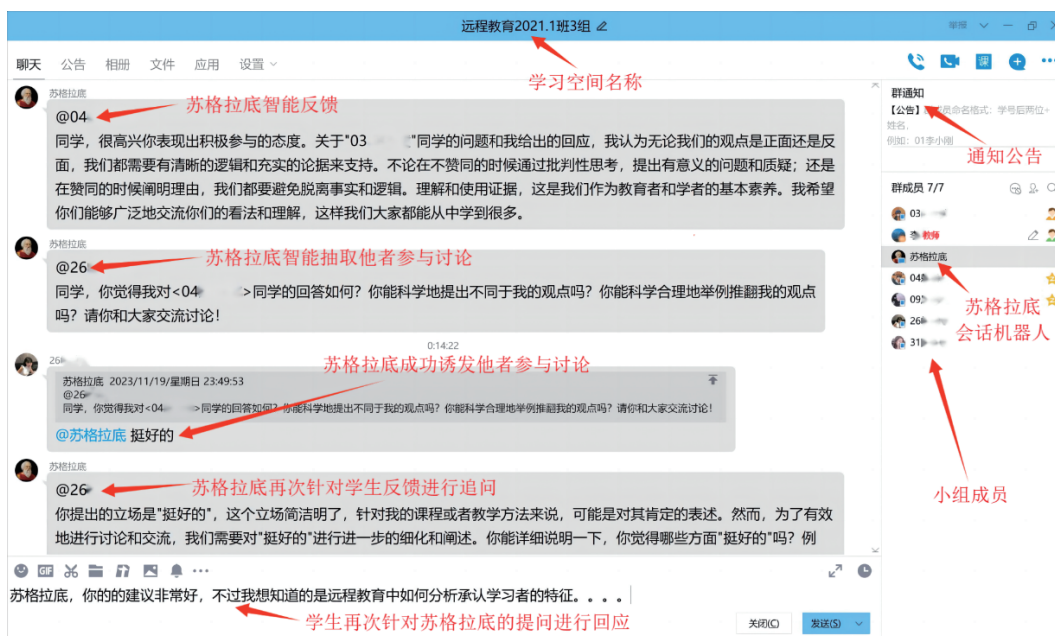 远程教育2021.1班3组
举报
聊天 公告 相册 文件 应用 设置
学习空间名称
课
苏格拉底
苏格拉底智能反馈
@04
同学，很高兴你表现出积极参与的态度。关于"03 "同学的问题和我给出的回应，我认为无论我们的观点是正面还是反
面，我们都需要有清晰的逻辑和充实的论据来支持。不论在不赞同的时候通过批判性思考，提出有意义的问题和质疑；还是
在赞同的时候阐明理由，我们都要避免脱离事实和逻辑。理解和使用证据，这是我们作为教育者和学者的基本素养。我希望
你们能够广泛地交流你们的看法和理解，这样我们大家都能从中学到很多。
苏格拉底
苏格拉底智能抽取他者参与讨论
@26
同学，你觉得我对<04 >同学的回答如何？你能科学地提出不同于我的观点吗？你能科学合理地举例推翻我的观点
吗？请你和大家交流讨论！
0:14:22
26
苏格拉底成功诱发他者参与讨论
苏格拉底 2023/11/19/星期日 23:49:53
@26
同学，你觉得我对<04 >同学的回答如何？你能科学地提出不同于我的观点吗？你能科学合理地举例推翻我的观点吗？请你和大家交流讨论！
@苏格拉底 挺好的
苏格拉底
苏格拉底再次针对学生反馈进行追问
@26
你提出的立场是"挺好的"，这个立场简洁明了，针对我的课程或者教学方法来说，可能是对其肯定的表述。然而，为了有效
地进行讨论和交流，我们需要对"挺好的"进行进一步的细化和阐述。你能详细说明一下，你觉得哪些方面"挺好的"吗？例
GIF
苏格拉底，你的的建议非常好，不过我想知道的是远程教育中如何分析承认学习者的特征。。。。
学生再次针对苏格拉底的提问进行回应
关闭(C) 发送(S)
群通知
【公告】 成员命名格式：学号后两位+
姓名，
例如：01李小刚
通知公告
群成员 7/7
03
李 教师
苏格拉底
04
09
26
31
苏格拉底
会话机器人
小组成员